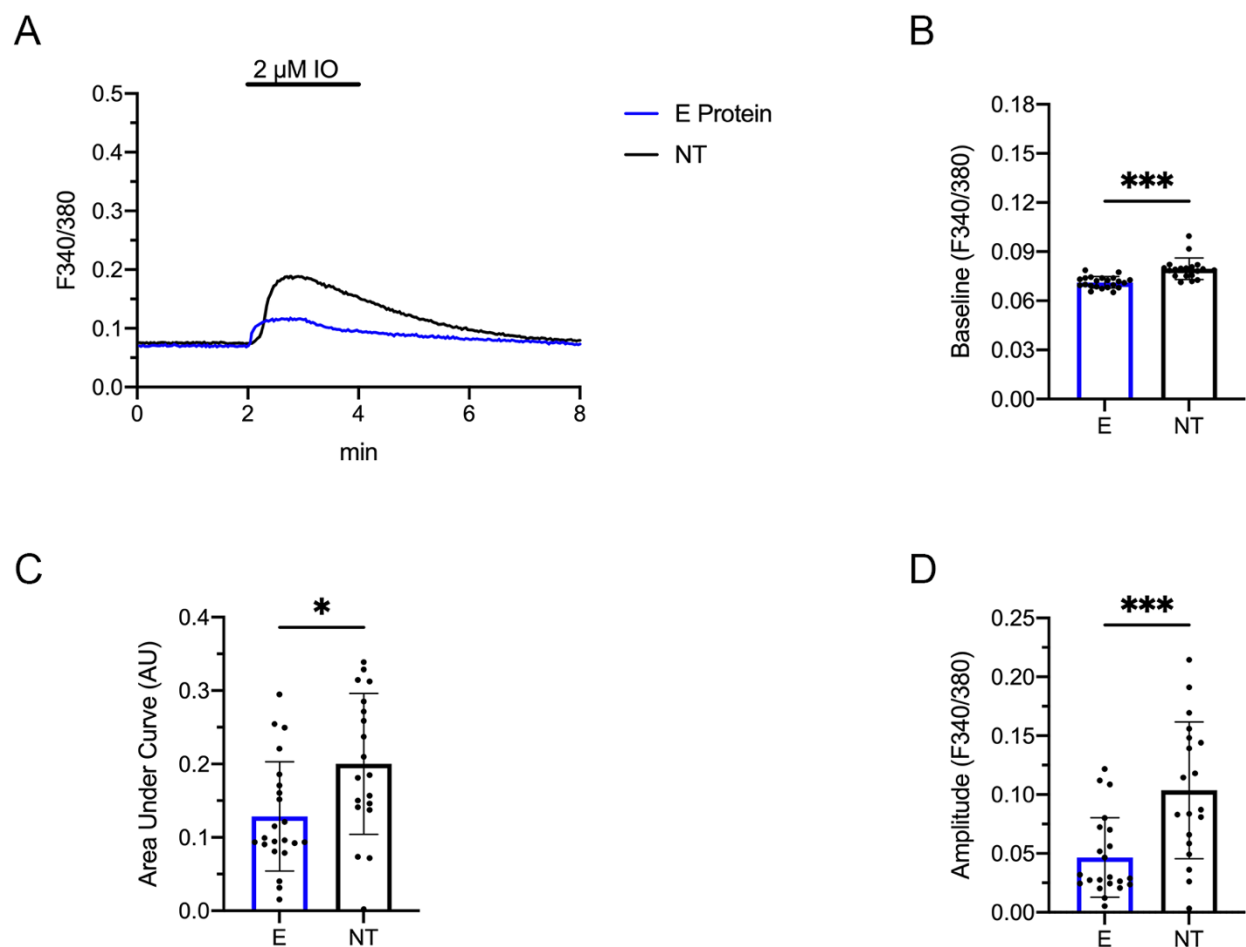 A
2 µM IO
F340/380
0.5
0.4
0.3
0.2
0.1
0.0
0 2 4 6 8
min
E Protein
NT
B
Baseline (F340/380)
0.18
0.15
0.12
0.09
0.06
0.03
0.00
***
E NT
C
Area Under Curve (AU)
0.4
0.3
0.2
0.1
0.0
*
E NT
D
Amplitude (F340/380)
0.25
0.20
0.15
0.10
0.05
0.00
***
E NT